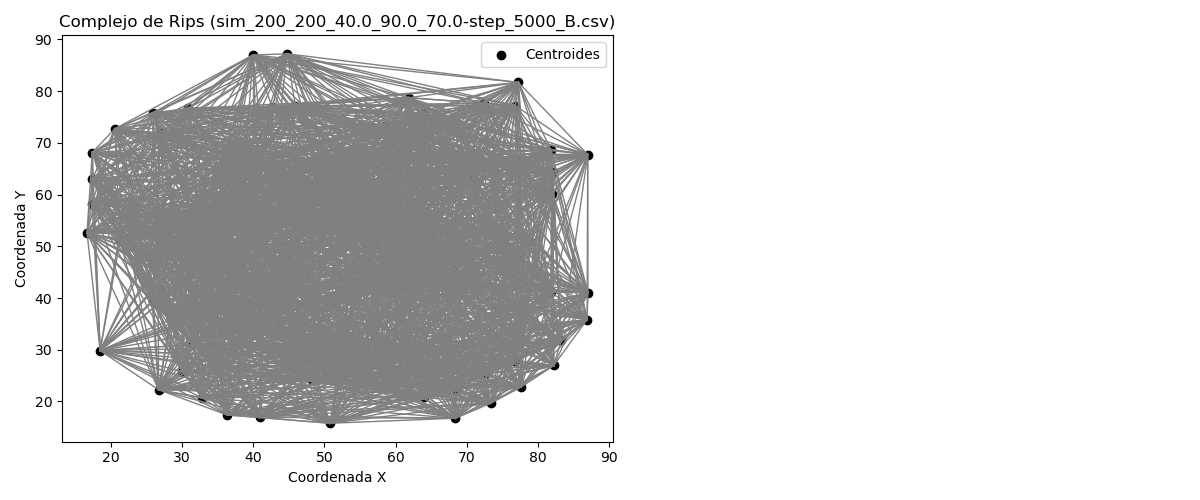 Complejo de Rips (sim_200_200_40.0_90.0_70.0-step_5000_B.csv)
Centroides
90
80
70
60
50
40
30
20
Coordenada Y
20 30 40 50 60 70 80 90
Coordenada X